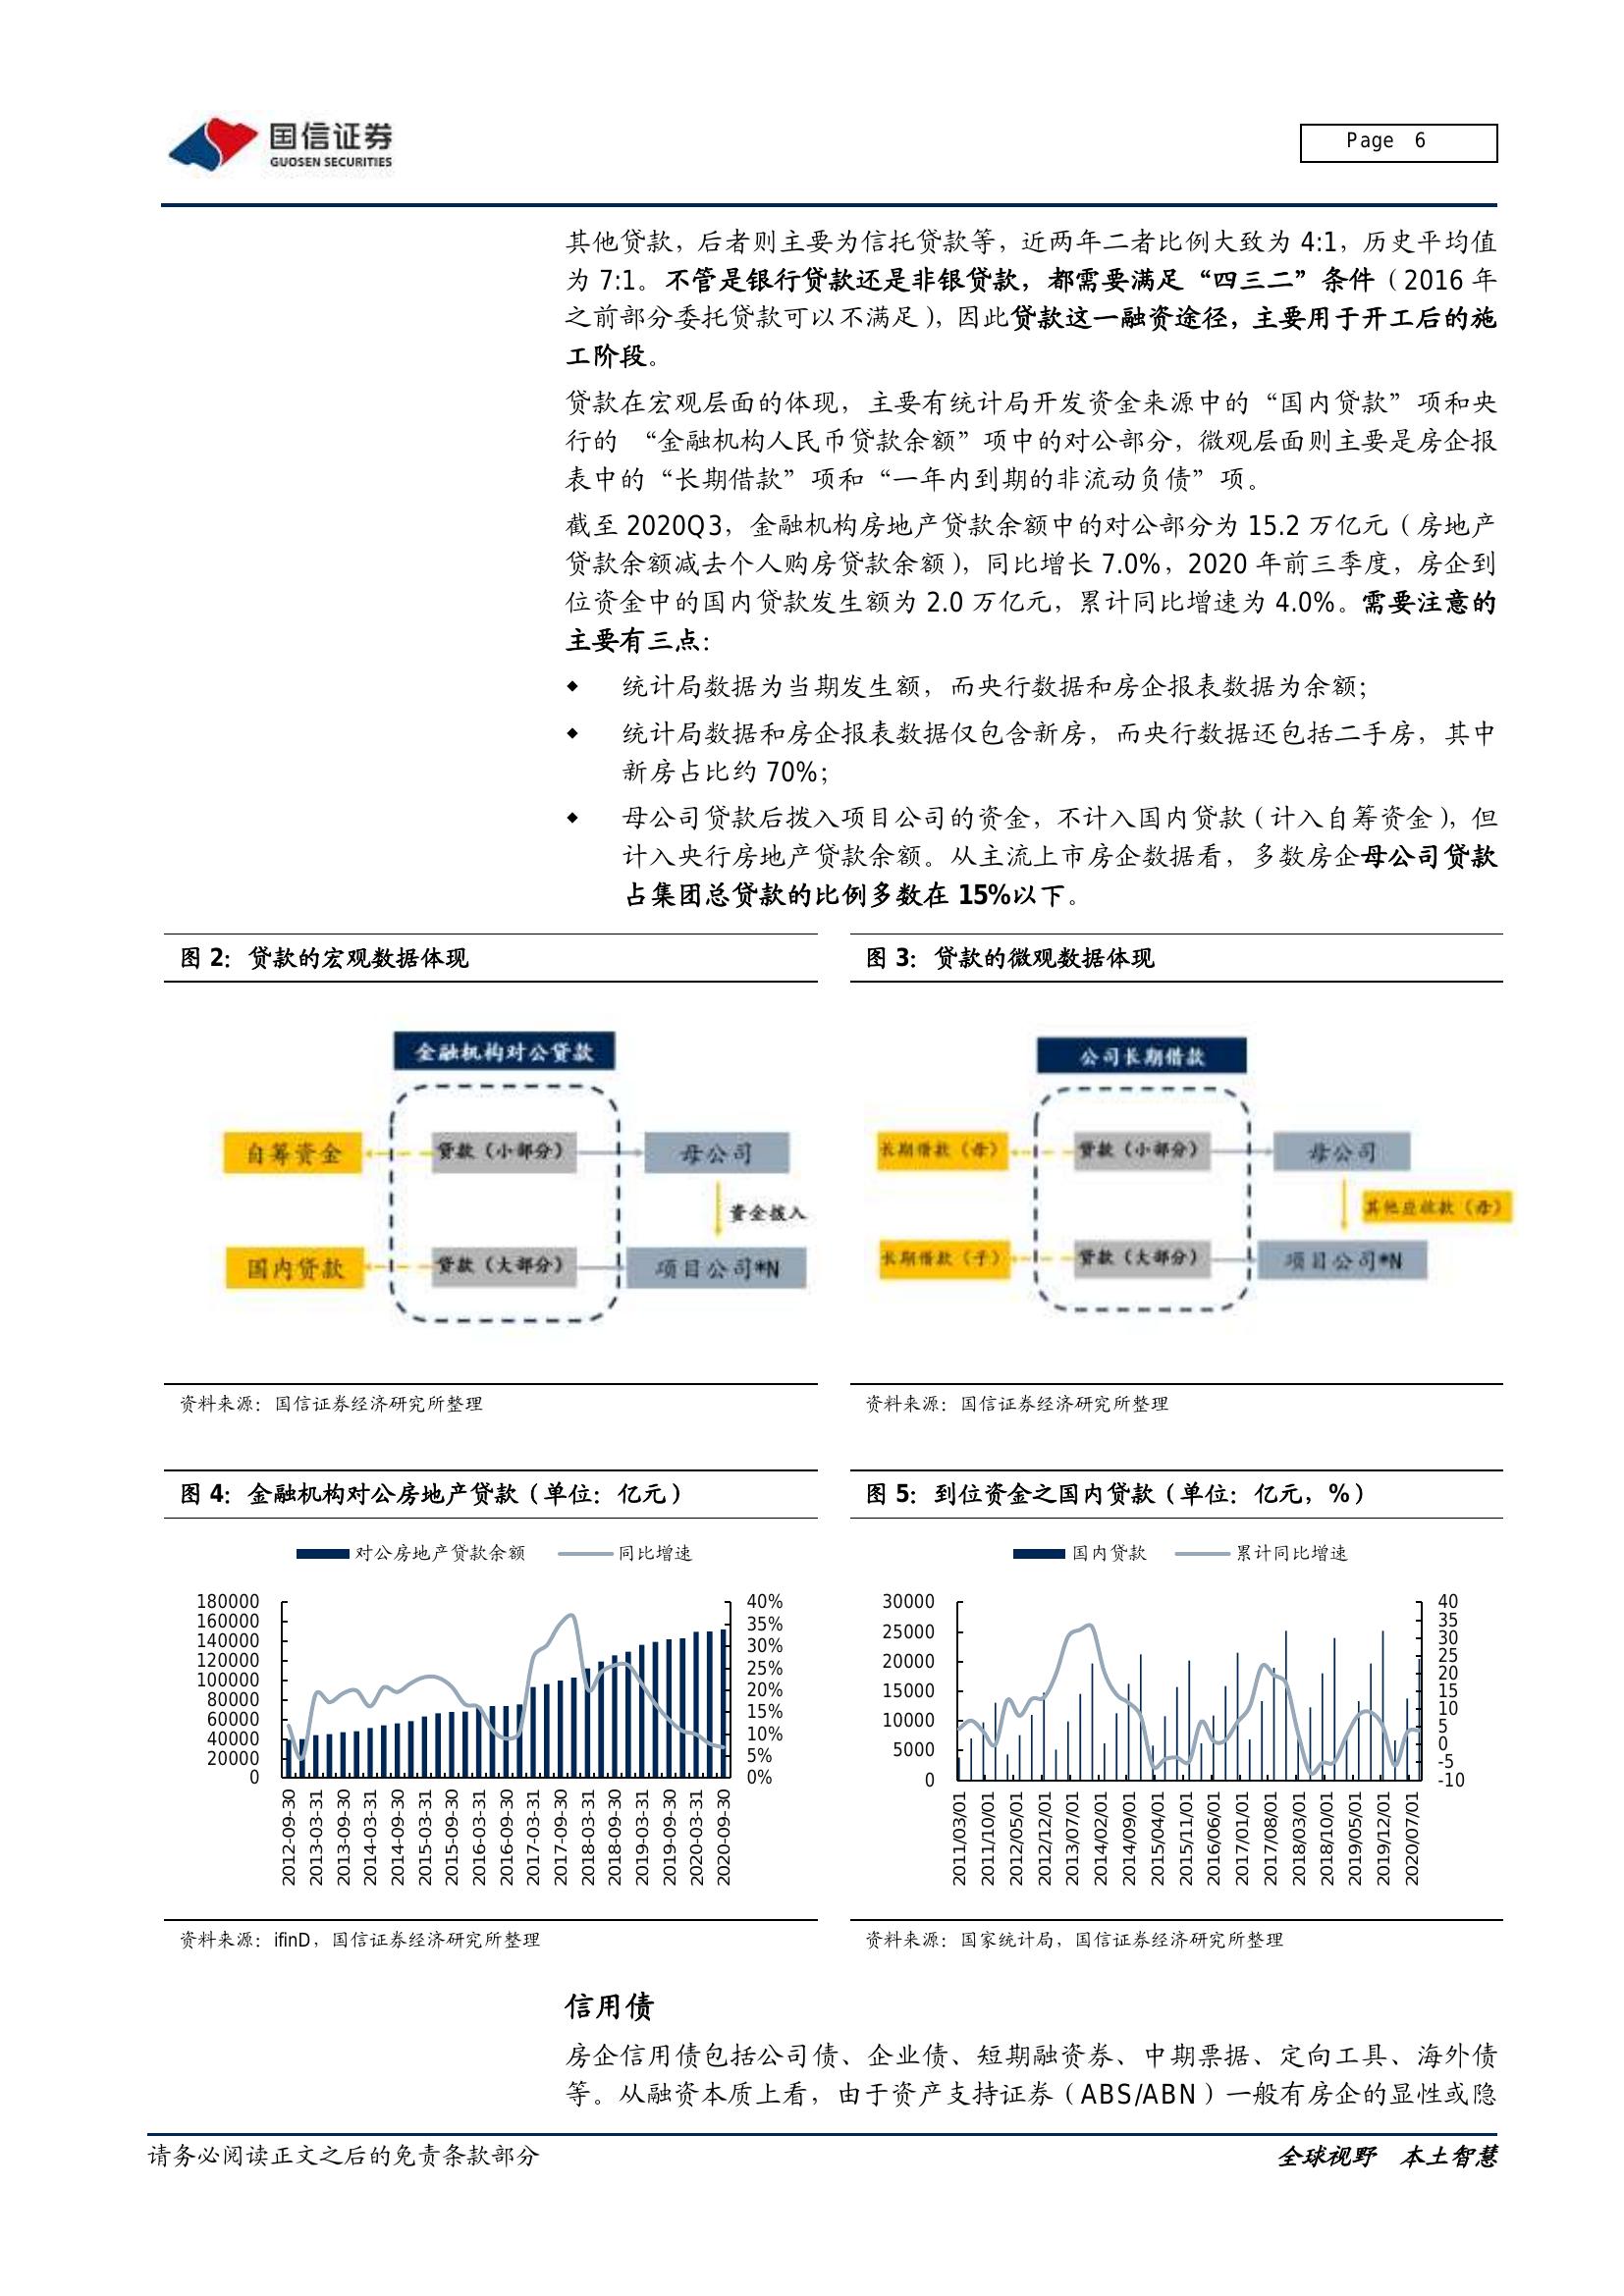 国信证券
GUOSEN SECURITIES
Page 6
其他贷款，后者则主要为信托贷款等，近两年二者比例大致为 4:1，历史平均值
为 7:1。不管是银行贷款还是非银贷款，都需要满足“四三二”条件（2016 年
之前部分委托贷款可以不满足），因此贷款这一融资途径，主要用于开工后的施
工阶段。
贷款在宏观层面的体现，主要有统计局开发资金来源中的“国内贷款”项和央
行的 “金融机构人民币贷款余额”项中的对公部分，微观层面则主要是房企报
表中的“长期借款”项和“一年内到期的非流动负债”项。
截至 2020Q3，金融机构房地产贷款余额中的对公部分为 15.2 万亿元（房地产
贷款余额减去个人购房贷款余额），同比增长 7.0%，2020 年前三季度，房企到
位资金中的国内贷款发生额为 2.0 万亿元，累计同比增速为 4.0%。需要注意的
主要有三点：
◆ 统计局数据为当期发生额，而央行数据和房企报表数据为余额；
◆ 统计局数据和房企报表数据仅包含新房，而央行数据还包括二手房，其中
新房占比约 70%；
◆ 母公司贷款后拨入项目公司的资金，不计入国内贷款（计入自筹资金），但
计入央行房地产贷款余额。从主流上市房企数据看，多数房企母公司贷款
占集团总贷款的比例多数在 15%以下。
图 2：贷款的宏观数据体现
金融机构对公贷款
自筹资金
贷款（小部分）
母公司
资金拨入
国内贷款
贷款（大部分）
项目公司*N
资料来源：国信证券经济研究所整理
图 3：贷款的微观数据体现
公司长期借款
长期借款（母）
贷款（小部分）
母公司
其他应收款（母）
长期借款（子）
贷款（大部分）
项目公司*N
资料来源：国信证券经济研究所整理
图 4：金融机构对公房地产贷款（单位：亿元）
对公房地产贷款余额
同比增速
180000
160000
140000
120000
100000
80000
60000
40000
20000
0
40%
35%
30%
25%
20%
15%
10%
5%
0%
2012-09-30
2013-03-31
2013-09-30
2014-03-31
2014-09-30
2015-03-31
2015-09-30
2016-03-31
2016-09-30
2017-03-31
2017-09-30
2018-03-31
2018-09-30
2019-03-31
2019-09-30
2020-03-31
2020-09-30
资料来源：ifinD，国信证券经济研究所整理
图 5：到位资金之国内贷款（单位：亿元，%）
国内贷款
累计同比增速
30000
25000
20000
15000
10000
5000
0
40
35
30
25
20
15
10
5
0
-5
-10
2011/03/01
2011/10/01
2012/05/01
2012/12/01
2013/07/01
2014/02/01
2014/09/01
2015/04/01
2015/11/01
2016/06/01
2017/01/01
2017/08/01
2018/03/01
2018/10/01
2019/05/01
2019/12/01
2020/07/01
资料来源：国家统计局，国信证券经济研究所整理
信用债
房企信用债包括公司债、企业债、短期融资券、中期票据、定向工具、海外债
等。从融资本质上看，由于资产支持证券（ABS/ABN）一般有房企的显性或隐
请务必阅读正文之后的免责条款部分
全球视野 本土智慧